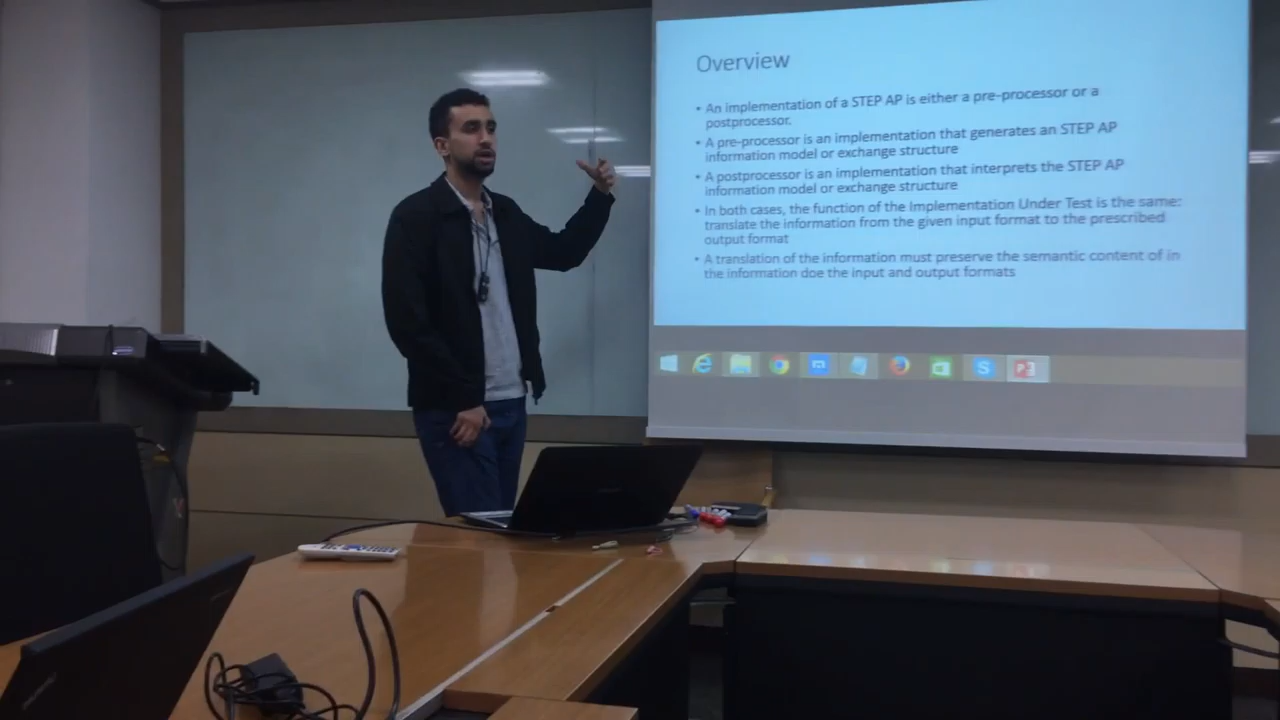 Overview
• An implementation of a STEP AP is either a pre-processor or a
postprocessor.
• A pre-processor is an implementation that generates an STEP AP
information model or exchange structure
• A postprocessor is an implementation that interprets the STEP AP
information model or exchange structure
• In both cases, the function of the Implementation Under Test is the same:
translate the information from the given input format to the prescribed
output format
• A translation of the information must preserve the semantic content of in
the information doe the input and output formats